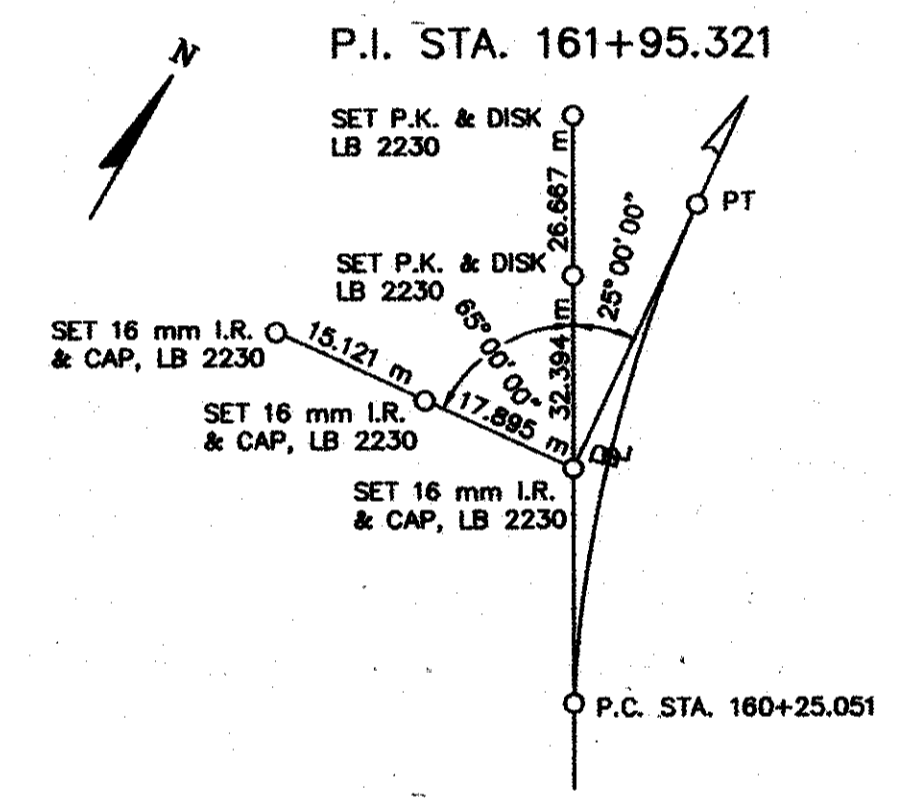 N
P.I. STA. 161+95.321
SET P.K. & DISK
LB 2230
26.667 m
PT
25°00'00"
SET P.K. & DISK
LB 2230
65°00'00"
32.394 m
SET 16 mm I.R.
& CAP, LB 2230
15.121 m
SET 16 mm I.R.
& CAP, LB 2230
17.895 m
SET 16 mm I.R.
& CAP, LB 2230
P.C. STA. 160+25.051